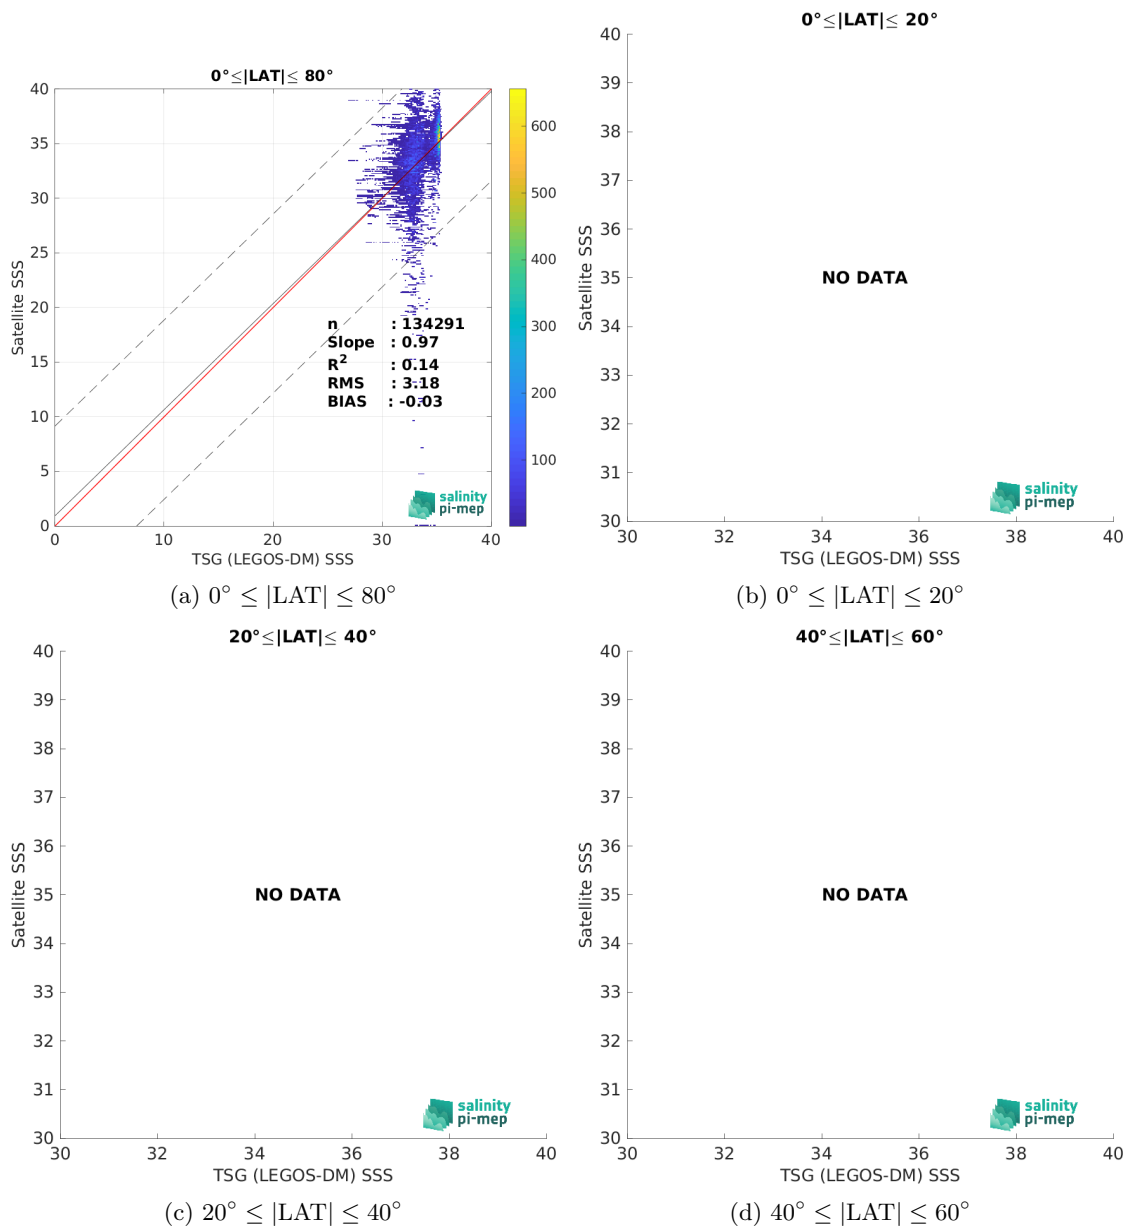 0°≤|LAT|≤ 80°
40
35
30
25
20
15
10
5
0
0
10
20
30
40
Satellite SSS
TSG (LEGOS-DM) SSS
n : 134291
Slope : 0.97
R² : 0.14
RMS : 3.18
BIAS : -0.03
600
500
400
300
200
100
salinity
pi-mep
(a) 0° ≤ |LAT| ≤ 80°
0°≤|LAT|≤ 20°
40
39
38
37
36
35
34
33
32
31
30
30
32
34
36
38
40
Satellite SSS
NO DATA
salinity
pi-mep
TSG (LEGOS-DM) SSS
(b) 0° ≤ |LAT| ≤ 20°
20°≤|LAT|≤ 40°
40
39
38
37
36
35
34
33
32
31
30
30
32
34
36
38
40
Satellite SSS
NO DATA
salinity
pi-mep
TSG (LEGOS-DM) SSS
(c) 20° ≤ |LAT| ≤ 40°
40°≤|LAT|≤ 60°
40
39
38
37
36
35
34
33
32
31
30
30
32
34
36
38
40
Satellite SSS
NO DATA
salinity
pi-mep
TSG (LEGOS-DM) SSS
(d) 40° ≤ |LAT| ≤ 60°